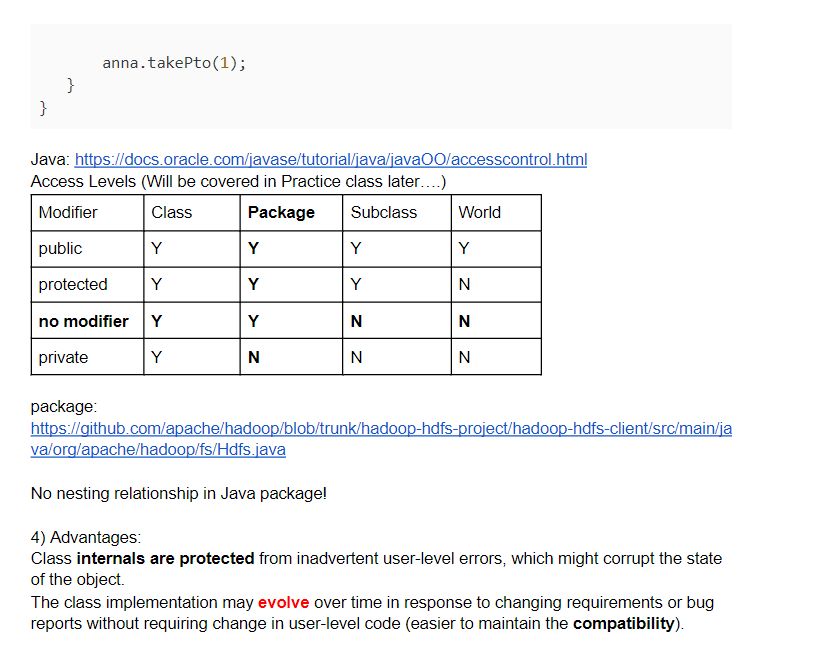 anna.takePto(1);
}
}
Java: https://docs.oracle.com/javase/tutorial/java/javaOO/accesscontrol.html
Access Levels (Will be covered in Practice class later….)
Modifier Class Package Subclass World
public Y Y Y Y
protected Y Y Y N
no modifier Y Y N N
private Y N N N
package:
https://github.com/apache/hadoop/blob/trunk/hadoop-hdfs-project/hadoop-hdfs-client/src/main/ja
va/org/apache/hadoop/fs/Hdfs.java
No nesting relationship in Java package!
4) Advantages:
Class internals are protected from inadvertent user-level errors, which might corrupt the state
of the object.
The class implementation may evolve over time in response to changing requirements or bug
reports without requiring change in user-level code (easier to maintain the compatibility).